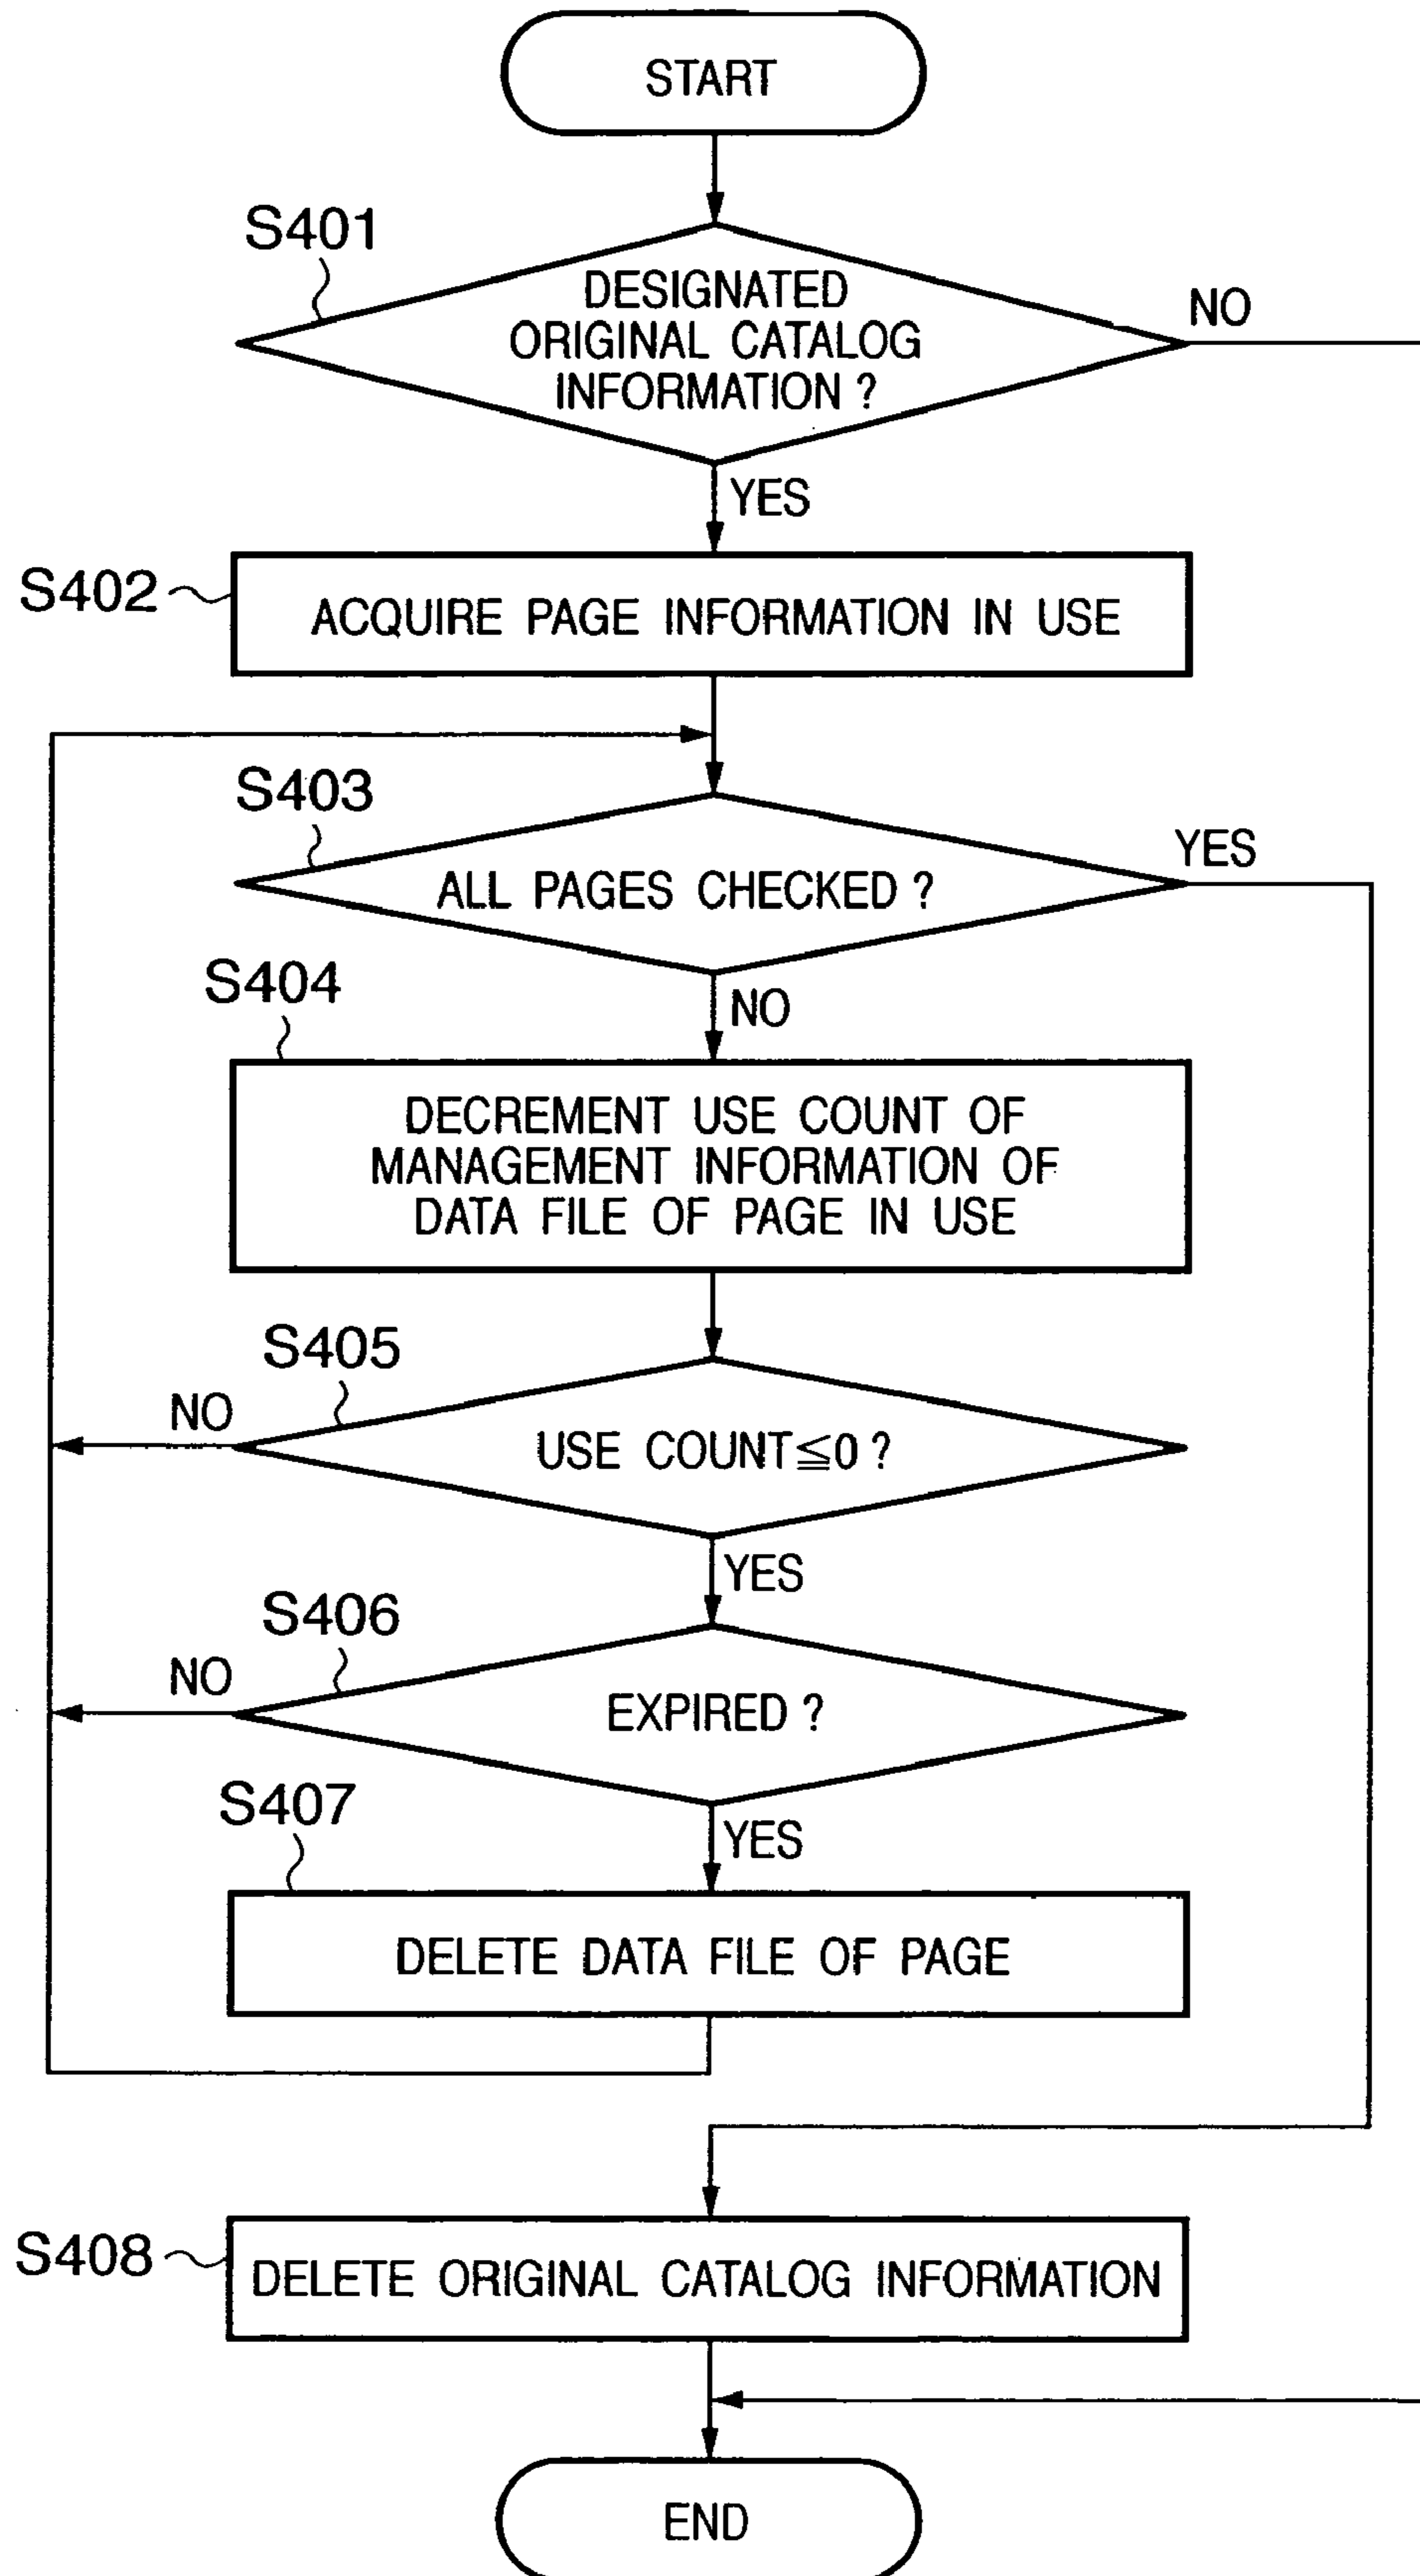 START
S401
DESIGNATED
ORIGINAL CATALOG
INFORMATION ?
NO
YES
S402
ACQUIRE PAGE INFORMATION IN USE
S403
ALL PAGES CHECKED ?
YES
NO
S404
DECREMENT USE COUNT OF
MANAGEMENT INFORMATION OF
DATA FILE OF PAGE IN USE
S405
NO
USE COUNT≦0 ?
YES
S406
NO
EXPIRED ?
YES
S407
DELETE DATA FILE OF PAGE
S408
DELETE ORIGINAL CATALOG INFORMATION
END